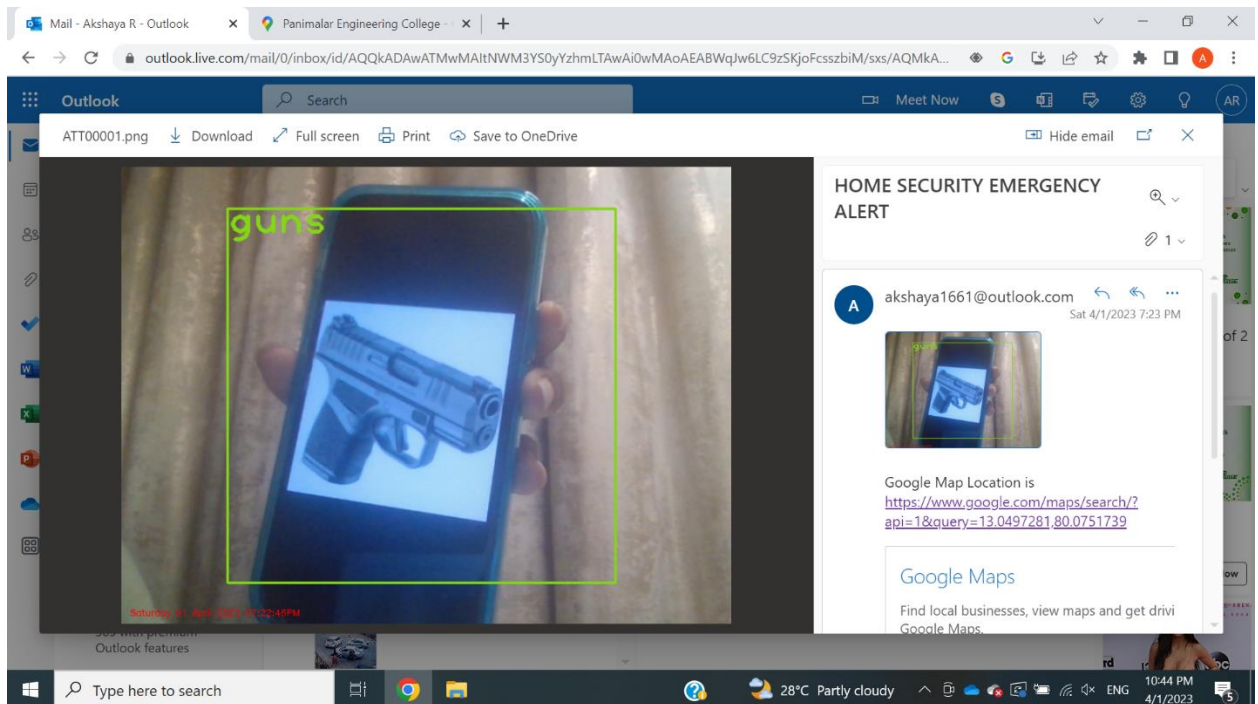 Mail - Akshaya R - Outlook
Panimalar Engineering College -
outlook.live.com/mail/0/inbox/id/AQQkADAwATMwMAItNWM3YS0yYzhmLTAwAi0wMAoAEABWqJw6LC9zSKjoFcsszbiM/sxs/AQMkA...
A
Outlook
Search
Meet Now
AR
ATT00001.png
Download
Full screen
Print
Save to OneDrive
Hide email
guns
HOME SECURITY EMERGENCY
ALERT
1
A
akshaya1661@outlook.com
Sat 4/1/2023 7:23 PM
guns
Google Map Location is
https://www.google.com/maps/search/?
api=1&query=13.0497281,80.0751739
Google Maps
Find local businesses, view maps and get drivi
Google Maps.
of 2
365 with premium
Outlook features
Type here to search
28°C Partly cloudy
ENG
10:44 PM
4/1/2023
5